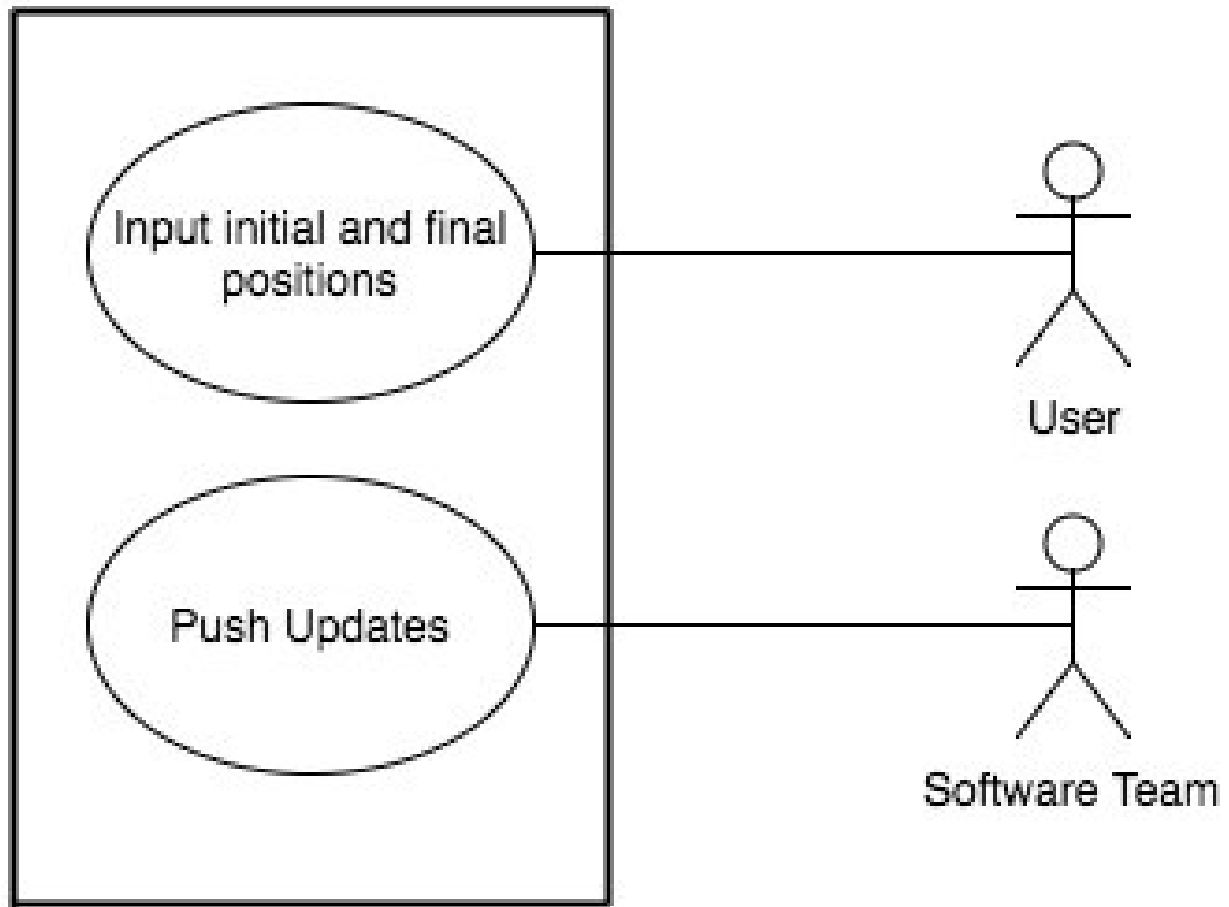 Input initial and final
positions
User
Push Updates
Software Team